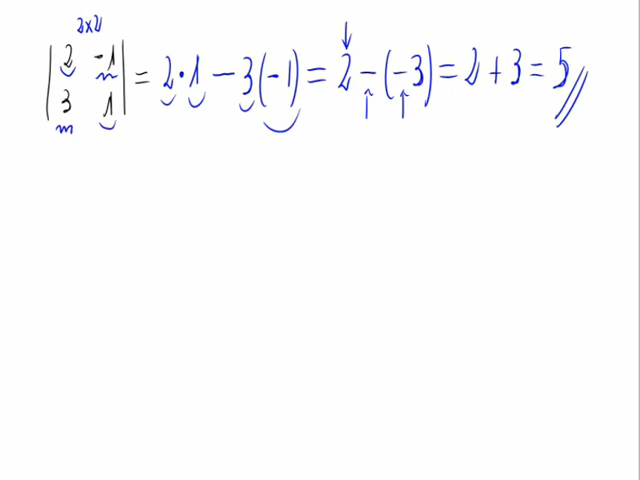 2x2
| 2 -1 |
| 3 1 | = 2·1 - 3(-1) = 2 - (-3) = 2 + 3 = 5